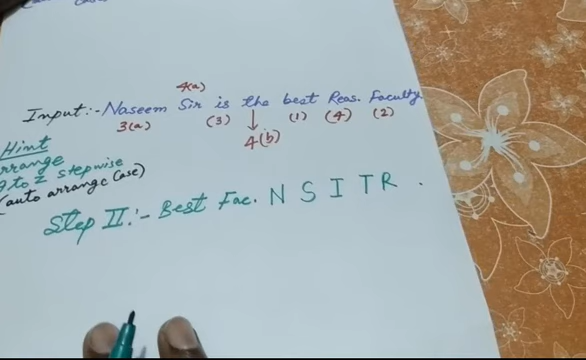 4(a)
Input:- Naseem Sir is the best Reas. Faculty
3(a) (3) (1) (4) (2)
4(b)
Hint
rrange
to Z stepwise
(auto arrange Case)
Step II:- Best Fac. N S I T R .